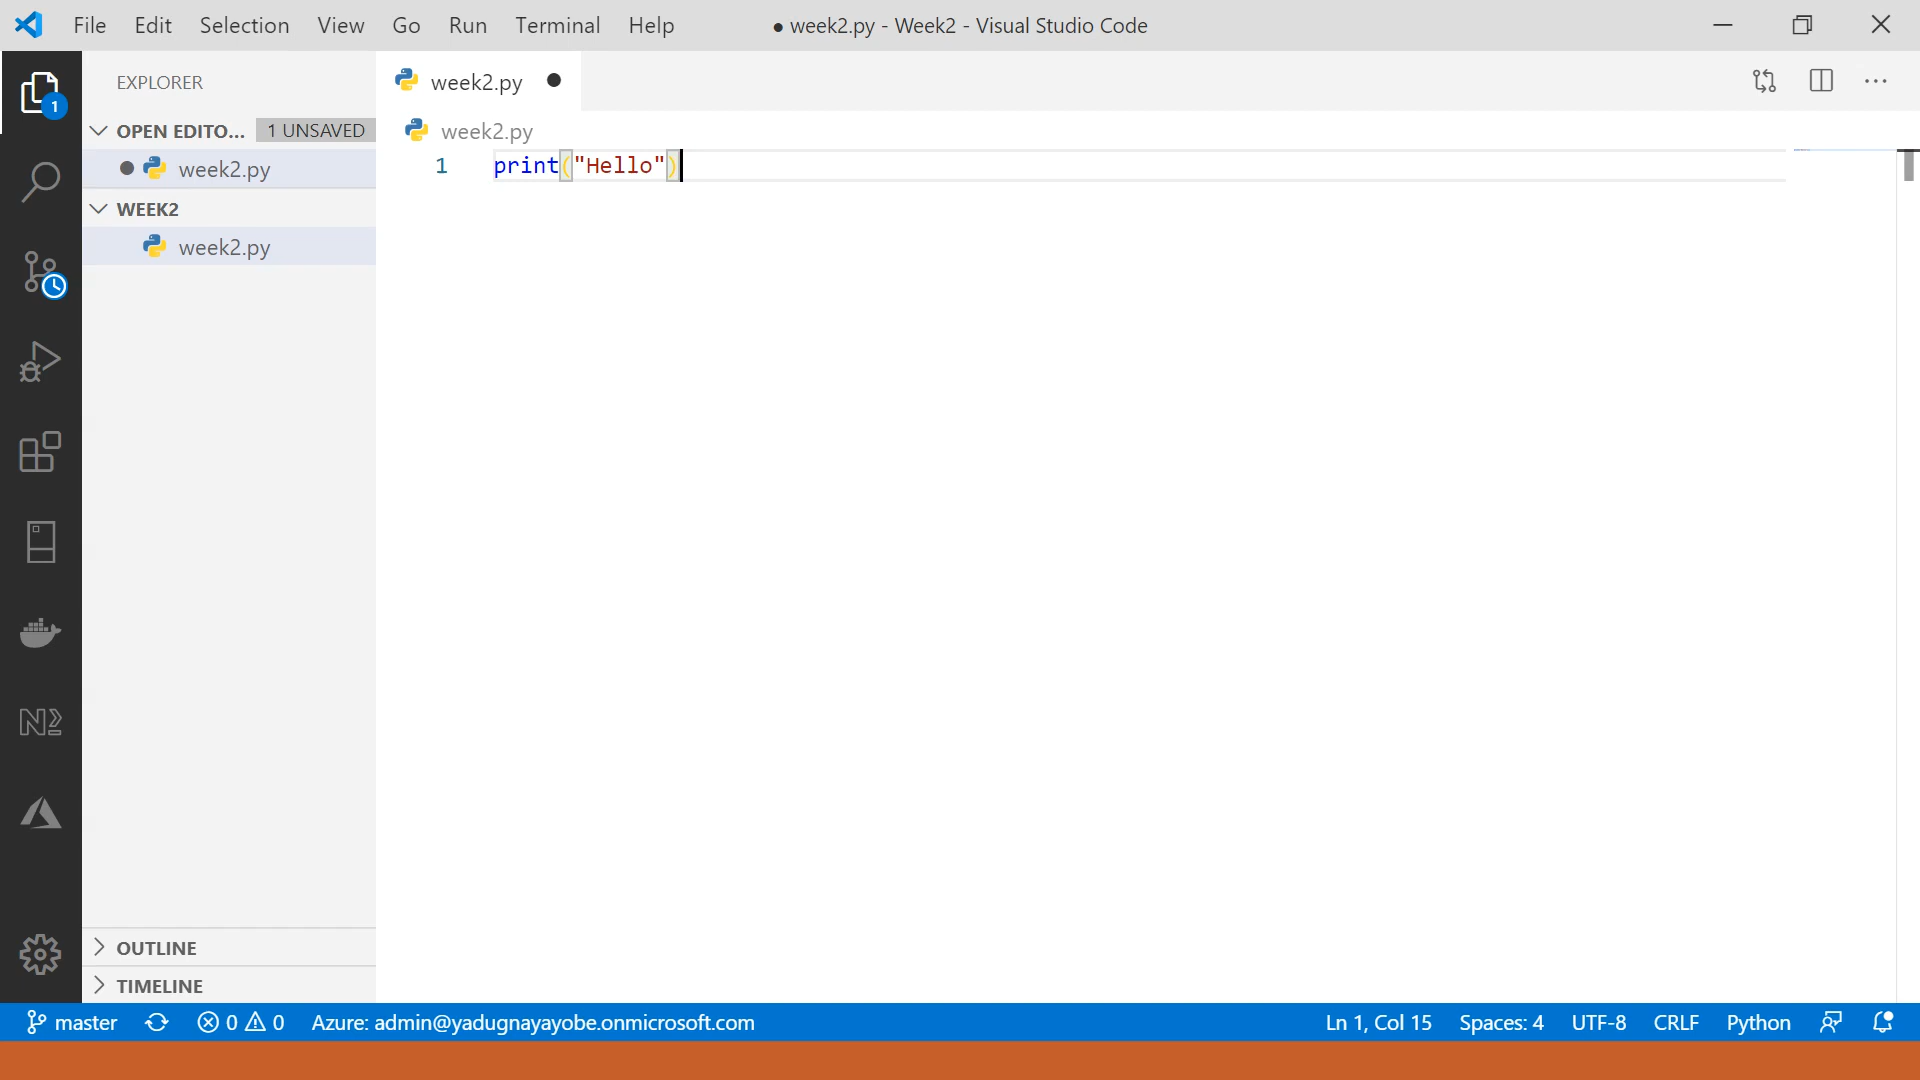 File Edit Selection View Go Run Terminal Help ● week2.py - Week2 - Visual Studio Code
EXPLORER
week2.py
1
OPEN EDITO... 1 UNSAVED
week2.py
week2.py
1 print("Hello")
WEEK2
week2.py
OUTLINE
TIMELINE
master 0 0 Azure: admin@yadugnayayobe.onmicrosoft.com Ln 1, Col 15 Spaces: 4 UTF-8 CRLF Python